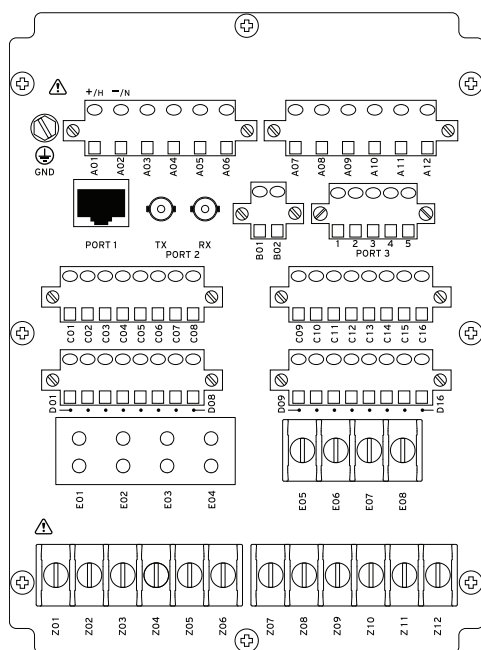 +/H −/N
A01 A02 A03 A04 A05 A06
A07 A08 A09 A10 A11 A12
GND
PORT 1
TX RX
PORT 2
B01 B02
1 2 3 4 5
PORT 3
C01 C02 C03 C04 C05 C06 C07 C08
C09 C10 C11 C12 C13 C14 C15 C16
D01 D08
D09 D16
E01 E02 E03 E04
E05 E06 E07 E08
Z01 Z02 Z03 Z04 Z05 Z06
Z07 Z08 Z09 Z10 Z11 Z12